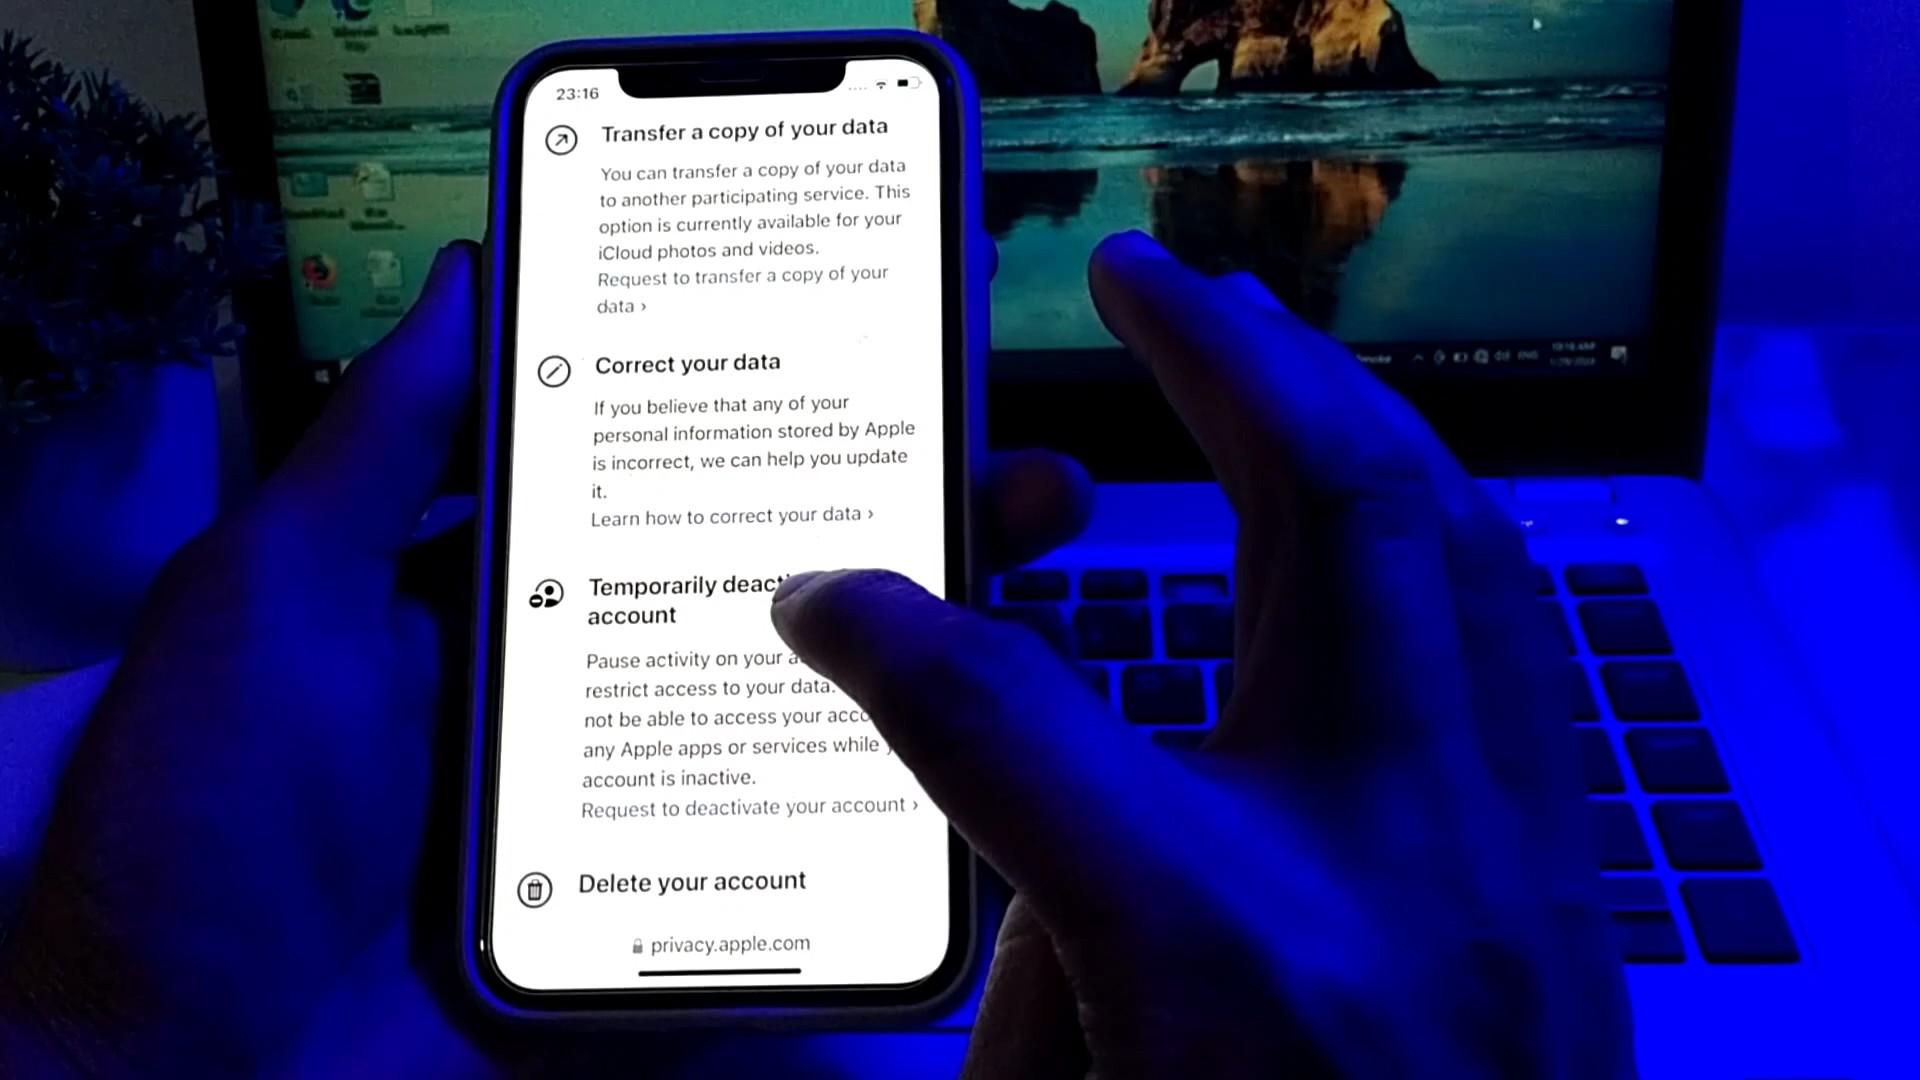 23:16
Transfer a copy of your data
You can transfer a copy of your data
to another participating service. This
option is currently available for your
iCloud photos and videos.
Request to transfer a copy of your
data ›
Correct your data
If you believe that any of your
personal information stored by Apple
is incorrect, we can help you update
it.
Learn how to correct your data ›
Temporarily deact
account
Pause activity on your a
restrict access to your data.
not be able to access your acco
any Apple apps or services while
account is inactive.
Request to deactivate your account ›
Delete your account
privacy.apple.com